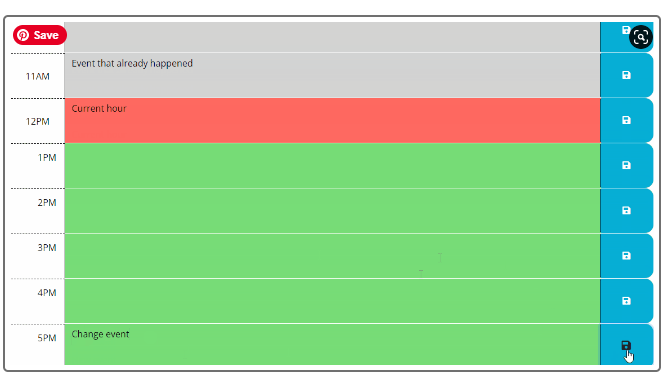 Save
11AM Event that already happened
12PM Current hour
1PM
2PM
3PM
4PM
5PM Change event